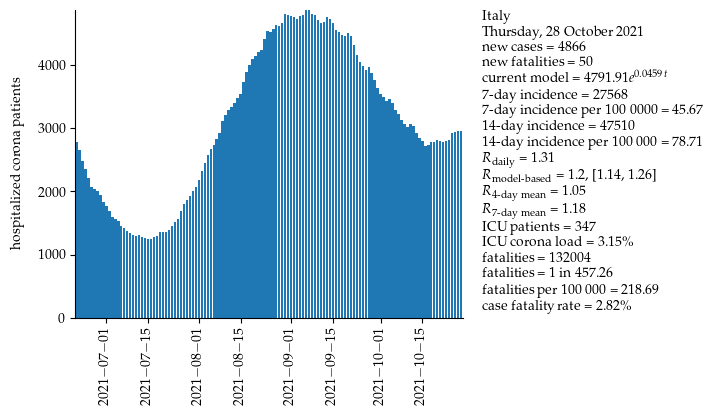 Italy
Thursday, 28 October 2021
new cases = 4866
new fatalities = 50
current model = 4791.91e^0.0459 t
7-day incidence = 27568
7-day incidence per 100 0000 = 45.67
14-day incidence = 47510
14-day incidence per 100 000 = 78.71
R_daily = 1.31
R_model-based = 1.2, [1.14, 1.26]
R_4-day mean = 1.05
R_7-day mean = 1.18
ICU patients = 347
ICU corona load = 3.15%
fatalities = 132004
fatalities = 1 in 457.26
fatalities per 100 000 = 218.69
case fatality rate = 2.82%
hospitalized corona patients
4000
3000
2000
1000
0
2021−07−01
2021−07−15
2021−08−01
2021−08−15
2021−09−01
2021−09−15
2021−10−01
2021−10−15